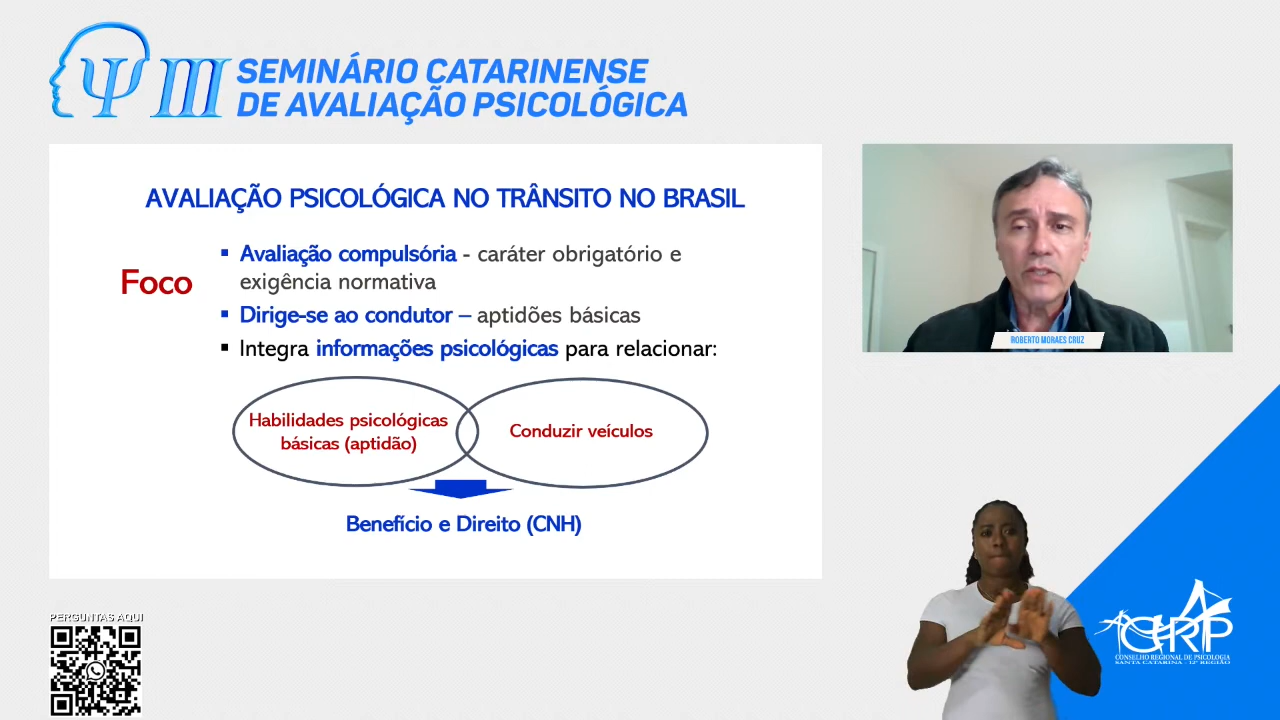 Ψ III SEMINÁRIO CATARINENSE
DE AVALIAÇÃO PSICOLÓGICA
AVALIAÇÃO PSICOLÓGICA NO TRÂNSITO NO BRASIL
Foco
▪ Avaliação compulsória - caráter obrigatório e
exigência normativa
▪ Dirige-se ao condutor – aptidões básicas
▪ Integra informações psicológicas para relacionar:
Habilidades psicológicas
básicas (aptidão)
Conduzir veículos
Benefício e Direito (CNH)
ROBERTO MORAES CRUZ
PERGUNTAS AQUI
CRP
CONSELHO REGIONAL DE PSICOLOGIA
SANTA CATARINA - 12ª REGIÃO